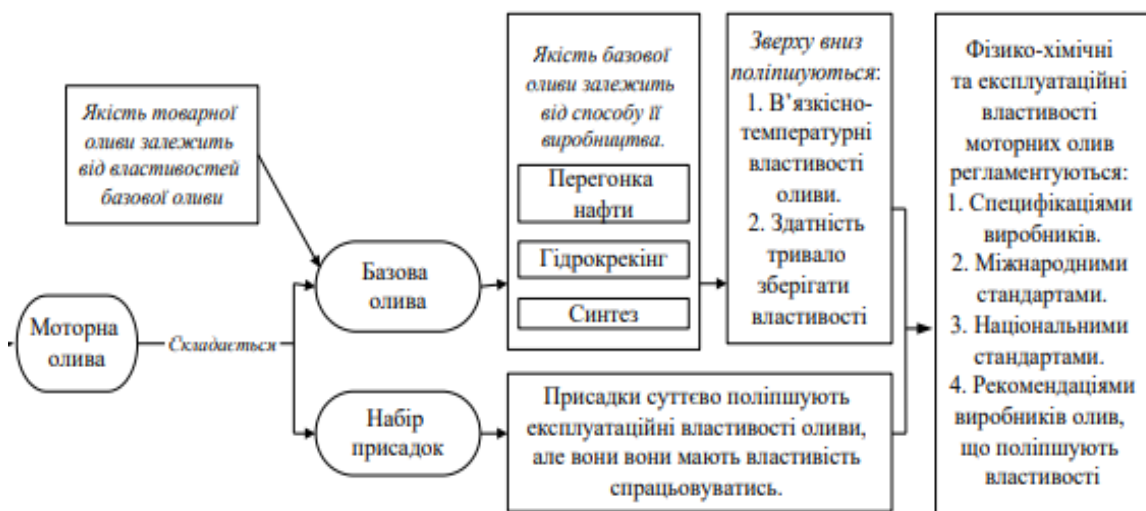 Якість товарної
оливи залежить
від властивостей
базової оливи
Моторна
олива
Складається
Базова
олива
Набір
присадок
Якість базової
оливи залежить
від способу її
виробництва.
Перегонка
нафти
Гідрокрекінг
Синтез
Зверху вниз
поліпшуються:
1. В’язкісно-
температурні
властивості
оливи.
2. Здатність
тривало
зберігати
властивості
Присадки суттєво поліпшують
експлуатаційні властивості оливи,
але вони вони мають властивість
спрацьовуватись.
Фізико-хімічні
та експлуатаційні
властивості
моторних олив
регламентуються:
1. Специфікаціями
виробників.
2. Міжнародними
стандартами.
3. Національними
стандартами.
4. Рекомендаціями
виробників олив,
що поліпшують
властивості